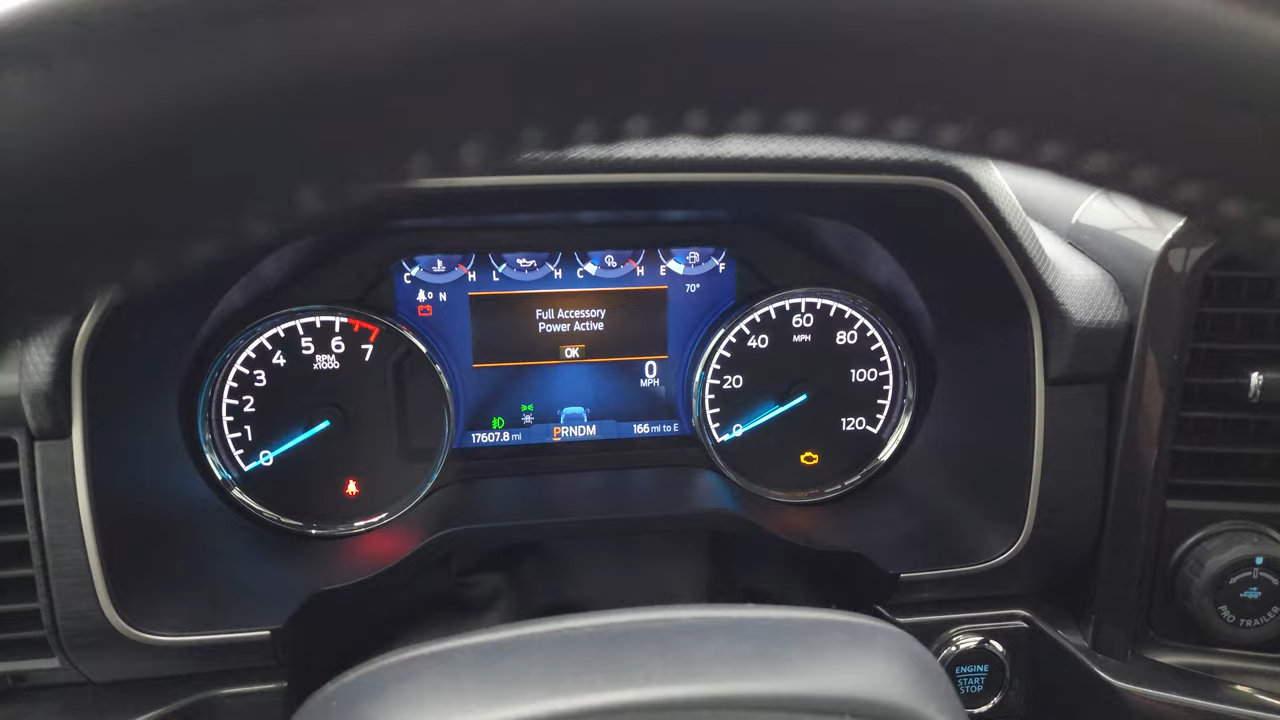 C H L H C H E F
N
70°
Full Accessory
Power Active
OK
0
MPH
17607.8 mi
PRNDM
166 mi to E
0 1 2 3 4 5 6 7
RPM
x1000
0 20 40 60 80 100 120
MPH
ENGINE
START
STOP
PRO TRAILER